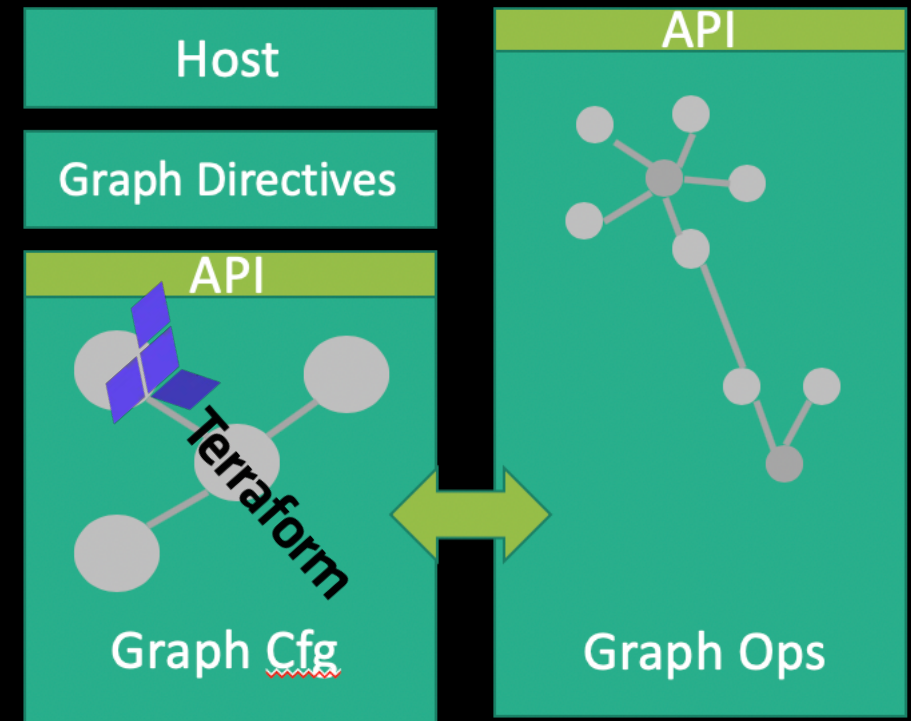 Host
Graph Directives
API
Terraform
Graph Cfg
API
Graph Ops